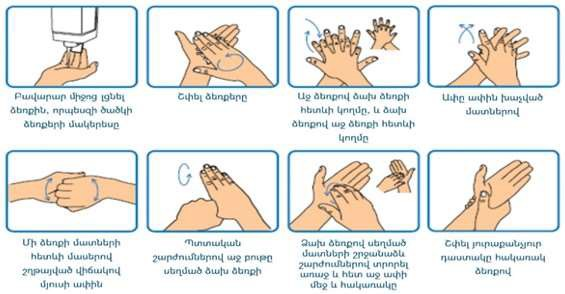 Բավարար միջոց լցնել
ձեռքին, որպեսզի ծածկի
ձեռքերի մակերեսը
Շփել ձեռքերը
Աջ ձեռքով ձախ ձեռքի
հետևի կողմը, և ձախ
ձեռքով աջ ձեռքի հետևի
կողմը
Ափը ափին խաչված
մատներով
Մի ձեռքի մատների
հետևի մասերով
շղթայված վիճակով
մյուսի ափին
Պտտական
շարժումներով աջ բութը
սեղմած ձախ ձեռքի
Ձախ ձեռքով սեղմած
մատների շրջանաձև
շարժումներով տրորել
առաջ և հետ աջ ափի
մեջ և հակառակը
Շփել յուրաքանչյուր
դաստակը հակառակ
ձեռքով